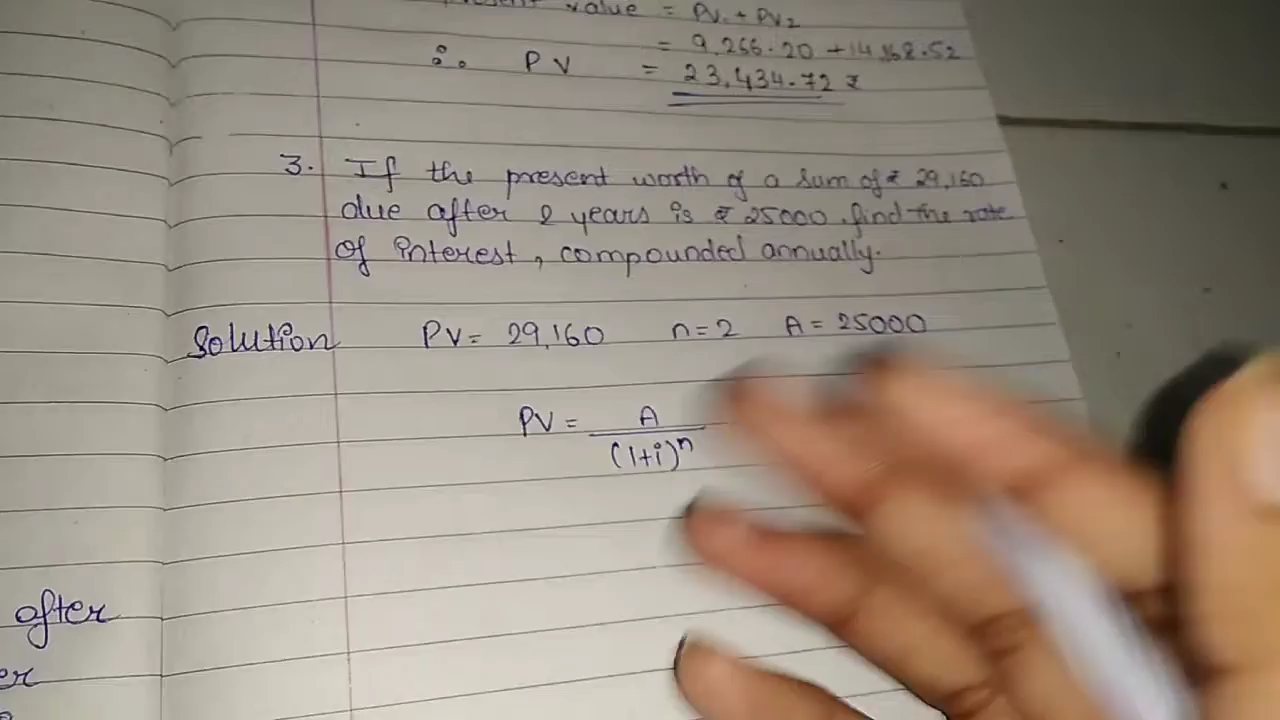 value = PV₁ + PV₂
= 9,266.20 + 14,168.52
∴ PV = 23,434.72 ₹
3. If the present worth of a sum of ₹ 29,160
due after 2 years is ₹ 25000 find the rate
of interest, compounded annually.
Solution PV = 29,160 n = 2 A = 25000
PV = A
(1+i)ⁿ
after
er